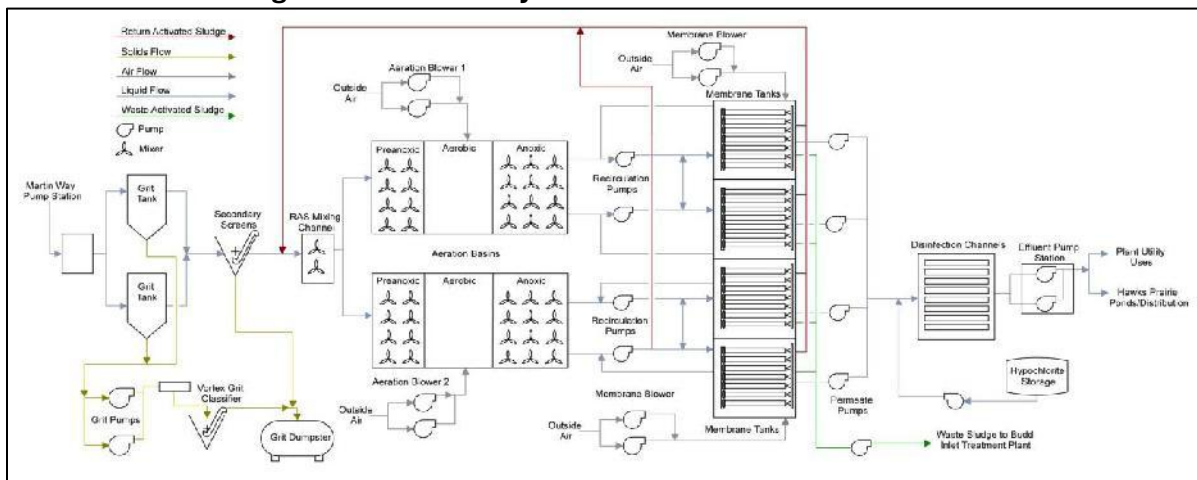 Return Activated Sludge
Solids Flow
Air Flow
Liquid Flow
Waste Activated Sludge
Pump
Mixer
Martin Way
Pump Station
Grit
Tank
Grit
Tank
Secondary
Screens
RAS Mixing
Channel
Grit Pumps
Vortex Grit
Classifier
Grit Dumpster
Aeration Blower 1
Outside
Air
Preanoxic
Aerobic
Anoxic
Aeration Basins
Preanoxic
Aerobic
Anoxic
Aeration Blower 2
Outside
Air
Recirculation
Pumps
Recirculation
Pumps
Membrane Blower
Outside
Air
Membrane Tanks
Membrane Blower
Outside
Air
Membrane Tanks
Permeate
Pumps
Disinfection Channels
Effluent Pump
Station
Plant Utility
Uses
Hawks Prairie
Ponds/Distribution
Hypochlorite
Storage
Waste Sludge to Budd
Inlet Treatment Plant